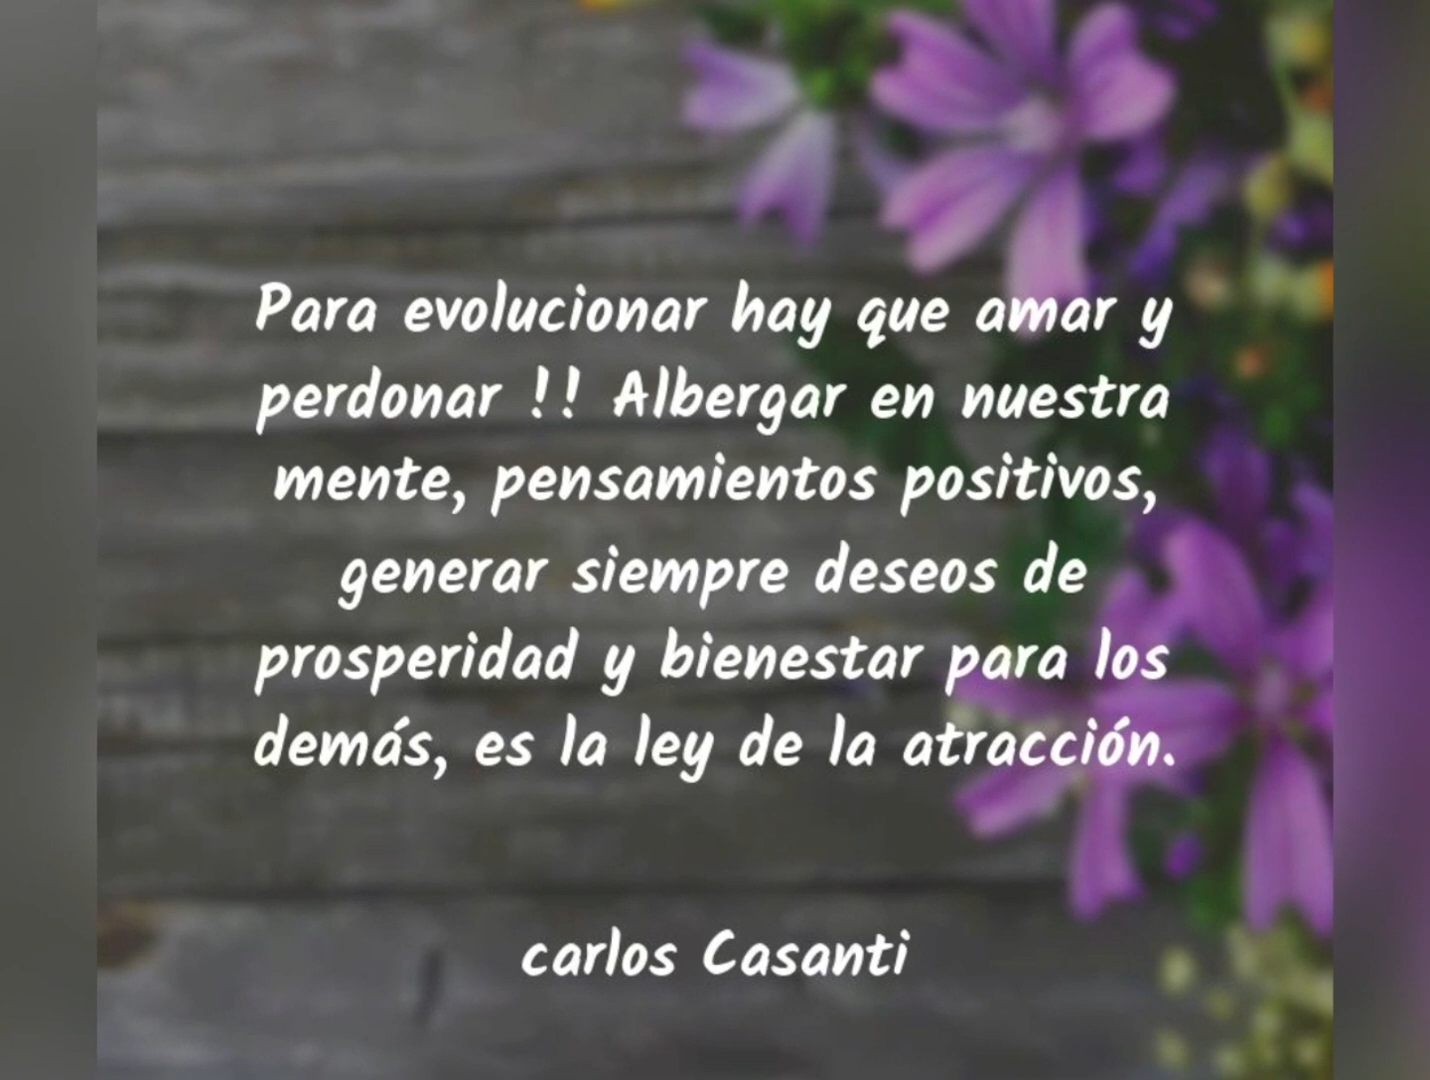 Para evolucionar hay que amar y
perdonar !! Albergar en nuestra
mente, pensamientos positivos,
generar siempre deseos de
prosperidad y bienestar para los
demás, es la ley de la atracción.
carlos Casanti